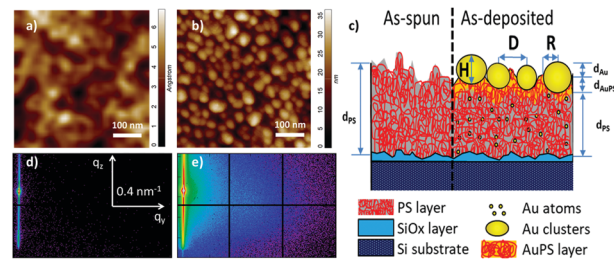 a)
6
5
4
3
2
1
0
Angstrom
100 nm
b)
35
30
25
20
15
10
5
0
nm
100 nm
c)
As-spun
As-deposited
H
D
R
dAu
dAuPS
dPS
dPS
d)
qz
0.4 nm-1
qy
e)
PS layer
SiOx layer
Si substrate
Au atoms
Au clusters
AuPS layer